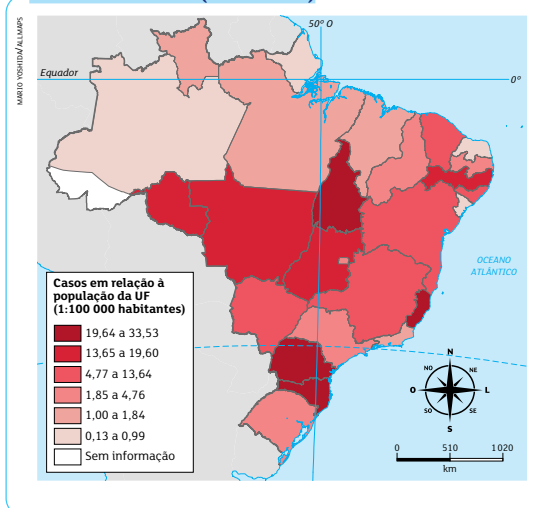 MARIO YOSHIDA/ALLMAPS
50° O
Equador
0°
OCEANO
ATLÂNTICO
Casos em relação à
população da UF
(1:100 000 habitantes)
19,64 a 33,53
13,65 a 19,60
4,77 a 13,64
1,85 a 4,76
1,00 a 1,84
0,13 a 0,99
Sem informação
N
NO
NE
O
L
SO
SE
S
0
510
1020
km